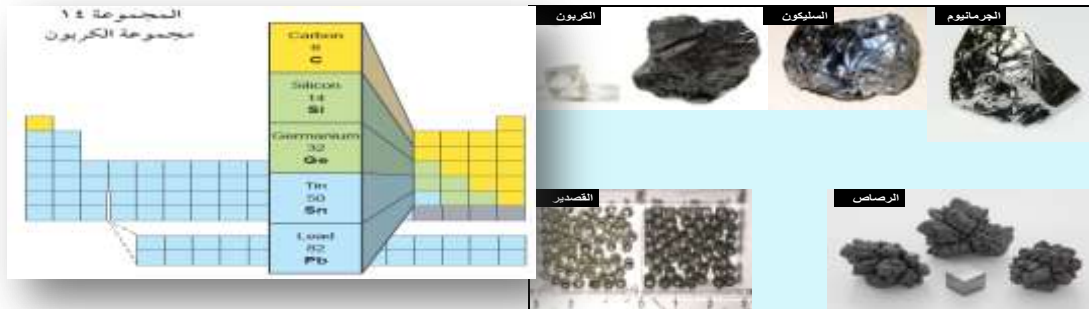 المجموعة ١٤
مجموعة الكربون
Carbon
6
C
Silicon
14
Si
Germanium
32
Ge
Tin
50
Sn
Lead
82
Pb
الكربون
السليكون
الجرمانيوم
القصدير
الرصاص